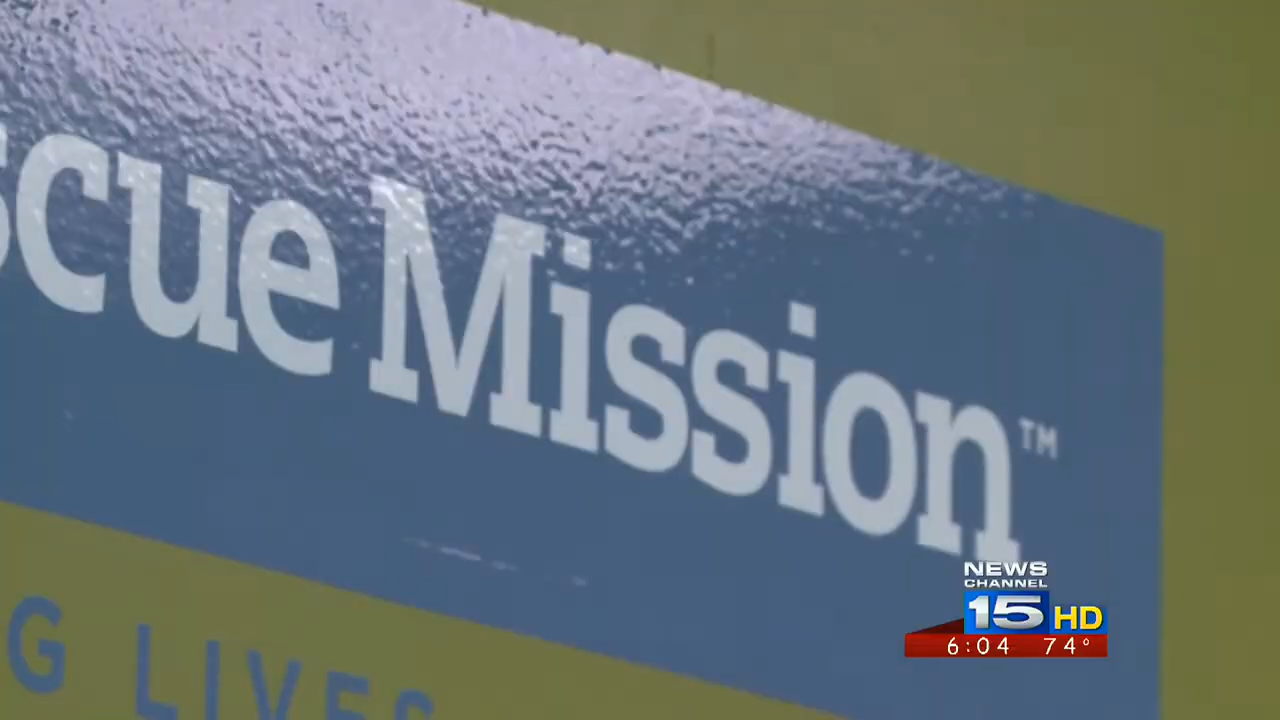 scue Mission™
G LIVES
NEWS
CHANNEL
15 HD
6:04 74°